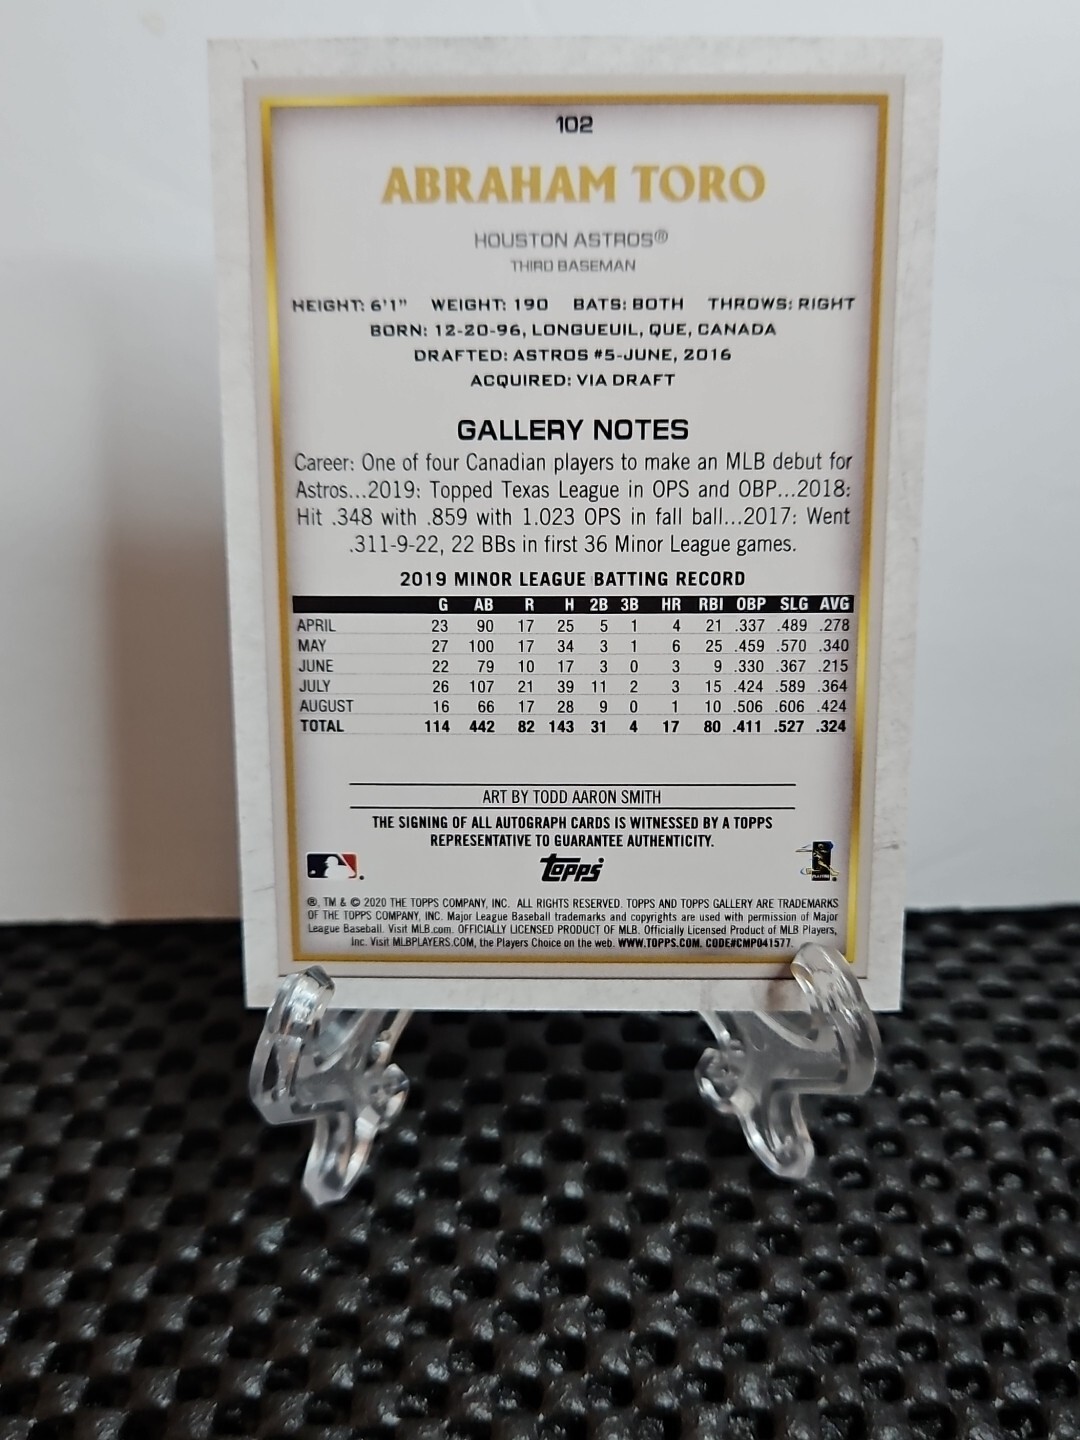 102
ABRAHAM TORO
HOUSTON ASTROS®
THIRD BASEMAN
HEIGHT: 6'1" WEIGHT: 190 BATS: BOTH THROWS: RIGHT
BORN: 12-20-96, LONGUEUIL, QUE, CANADA
DRAFTED: ASTROS #5-JUNE, 2016
ACQUIRED: VIA DRAFT
GALLERY NOTES
Career: One of four Canadian players to make an MLB debut for
Astros...2019: Topped Texas League in OPS and OBP...2018:
Hit .348 with .859 with 1.023 OPS in fall ball...2017: Went
.311-9-22, 22 BBs in first 36 Minor League games.
2019 MINOR LEAGUE BATTING RECORD
G AB R H 2B 3B HR RBI OBP SLG AVG
APRIL 23 90 17 25 5 1 4 21 .337 .489 .278
MAY 27 100 17 34 3 1 6 25 .459 .570 .340
JUNE 22 79 10 17 3 0 3 9 .330 .367 .215
JULY 26 107 21 39 11 2 3 15 .424 .589 .364
AUGUST 16 66 17 28 9 0 1 10 .506 .606 .424
TOTAL 114 442 82 143 31 4 17 80 .411 .527 .324
ART BY TODD AARON SMITH
THE SIGNING OF ALL AUTOGRAPH CARDS IS WITNESSED BY A TOPPS
REPRESENTATIVE TO GUARANTEE AUTHENTICITY.
topps
®, TM & © 2020 THE TOPPS COMPANY, INC. ALL RIGHTS RESERVED. TOPPS AND TOPPS GALLERY ARE TRADEMARKS
OF THE TOPPS COMPANY, INC. Major League Baseball trademarks and copyrights are used with permission of Major
League Baseball. Visit MLB.com. OFFICIALLY LICENSED PRODUCT OF MLB. Officially Licensed Product of MLB Players,
Inc. Visit MLBPLAYERS.COM, the Players Choice on the web. WWW.TOPPS.COM. CODE#CMP041577.